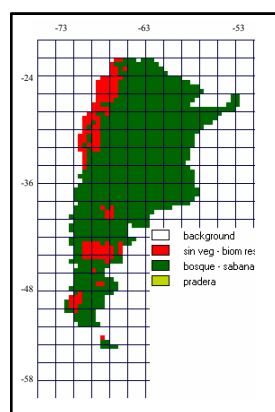 -73 -63 -53
-24
-36
-48
-58
background
sin veg - biom res
bosque - sabana
pradera